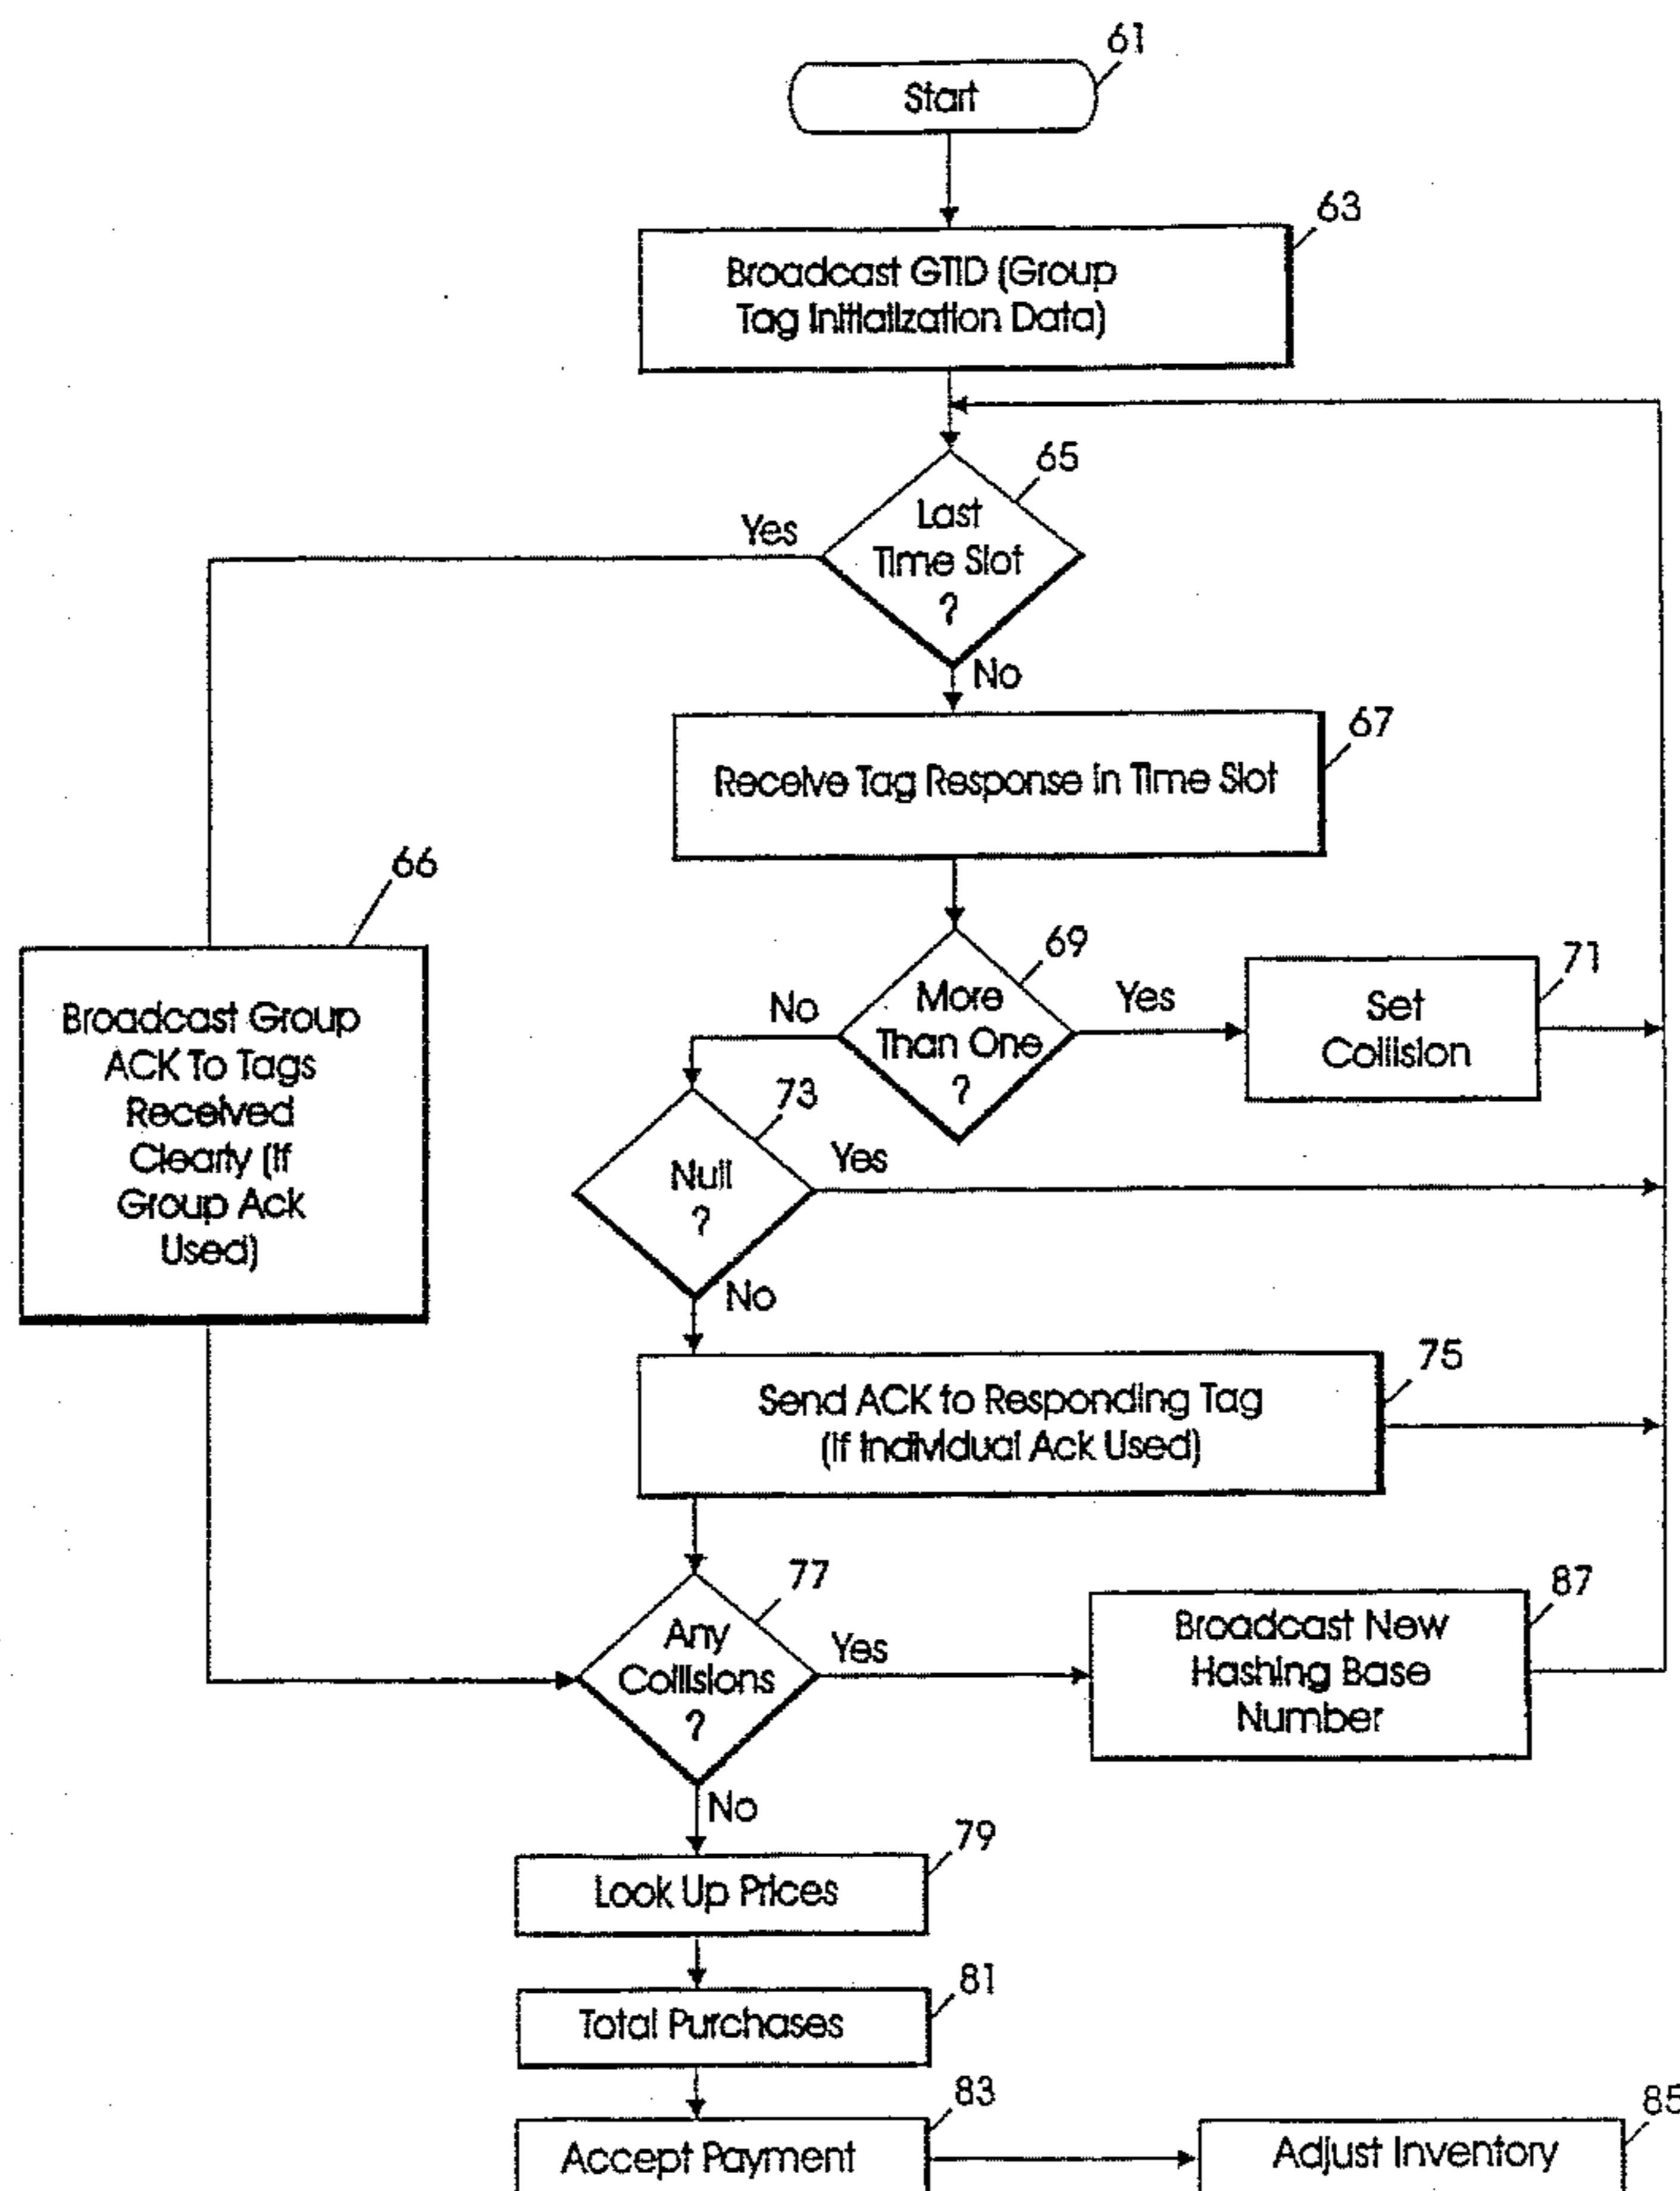 61
Start
63
Broadcast GTID (Group
Tag Initialization Data)
65
Last
Time Slot
?
Yes
No
67
Receive Tag Response in Time Slot
66
Broadcast Group
ACK To Tags
Received
Clearly (If
Group Ack
Used)
69
More
Than One
?
No
Yes
71
Set
Collision
73
Null
?
Yes
No
75
Send ACK to Responding Tag
(If Individual Ack Used)
77
Any
Collisions
?
Yes
87
Broadcast New
Hashing Base
Number
No
79
Look Up Prices
81
Total Purchases
83
Accept Payment
85
Adjust Inventory